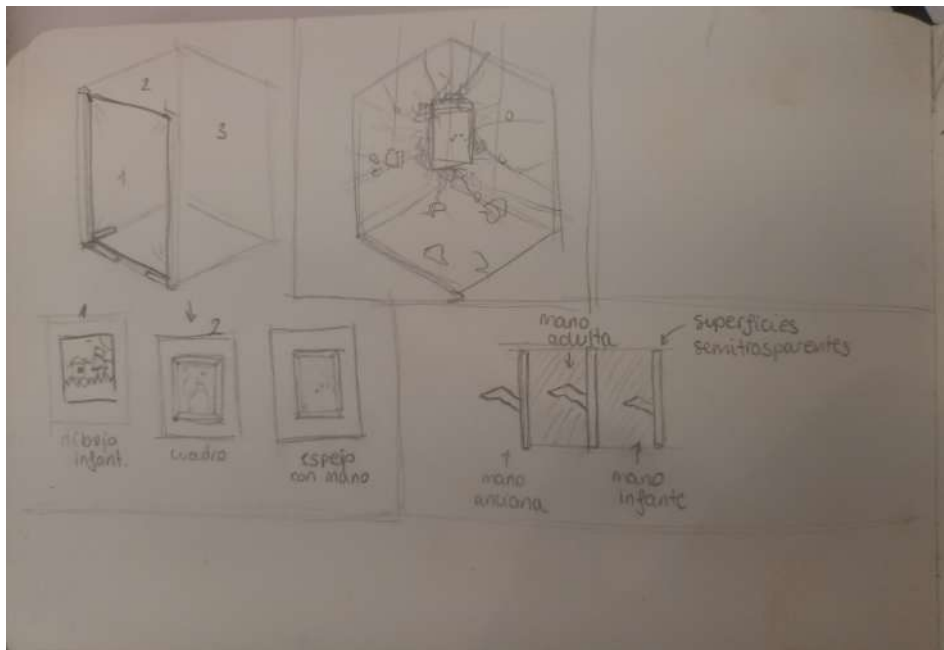 2
3
1
1
2
dibujo
infant.
cuadro
espejo
con mano
mano
adulta
superficies
semitrasparentes
mano
anciana
mano
infante